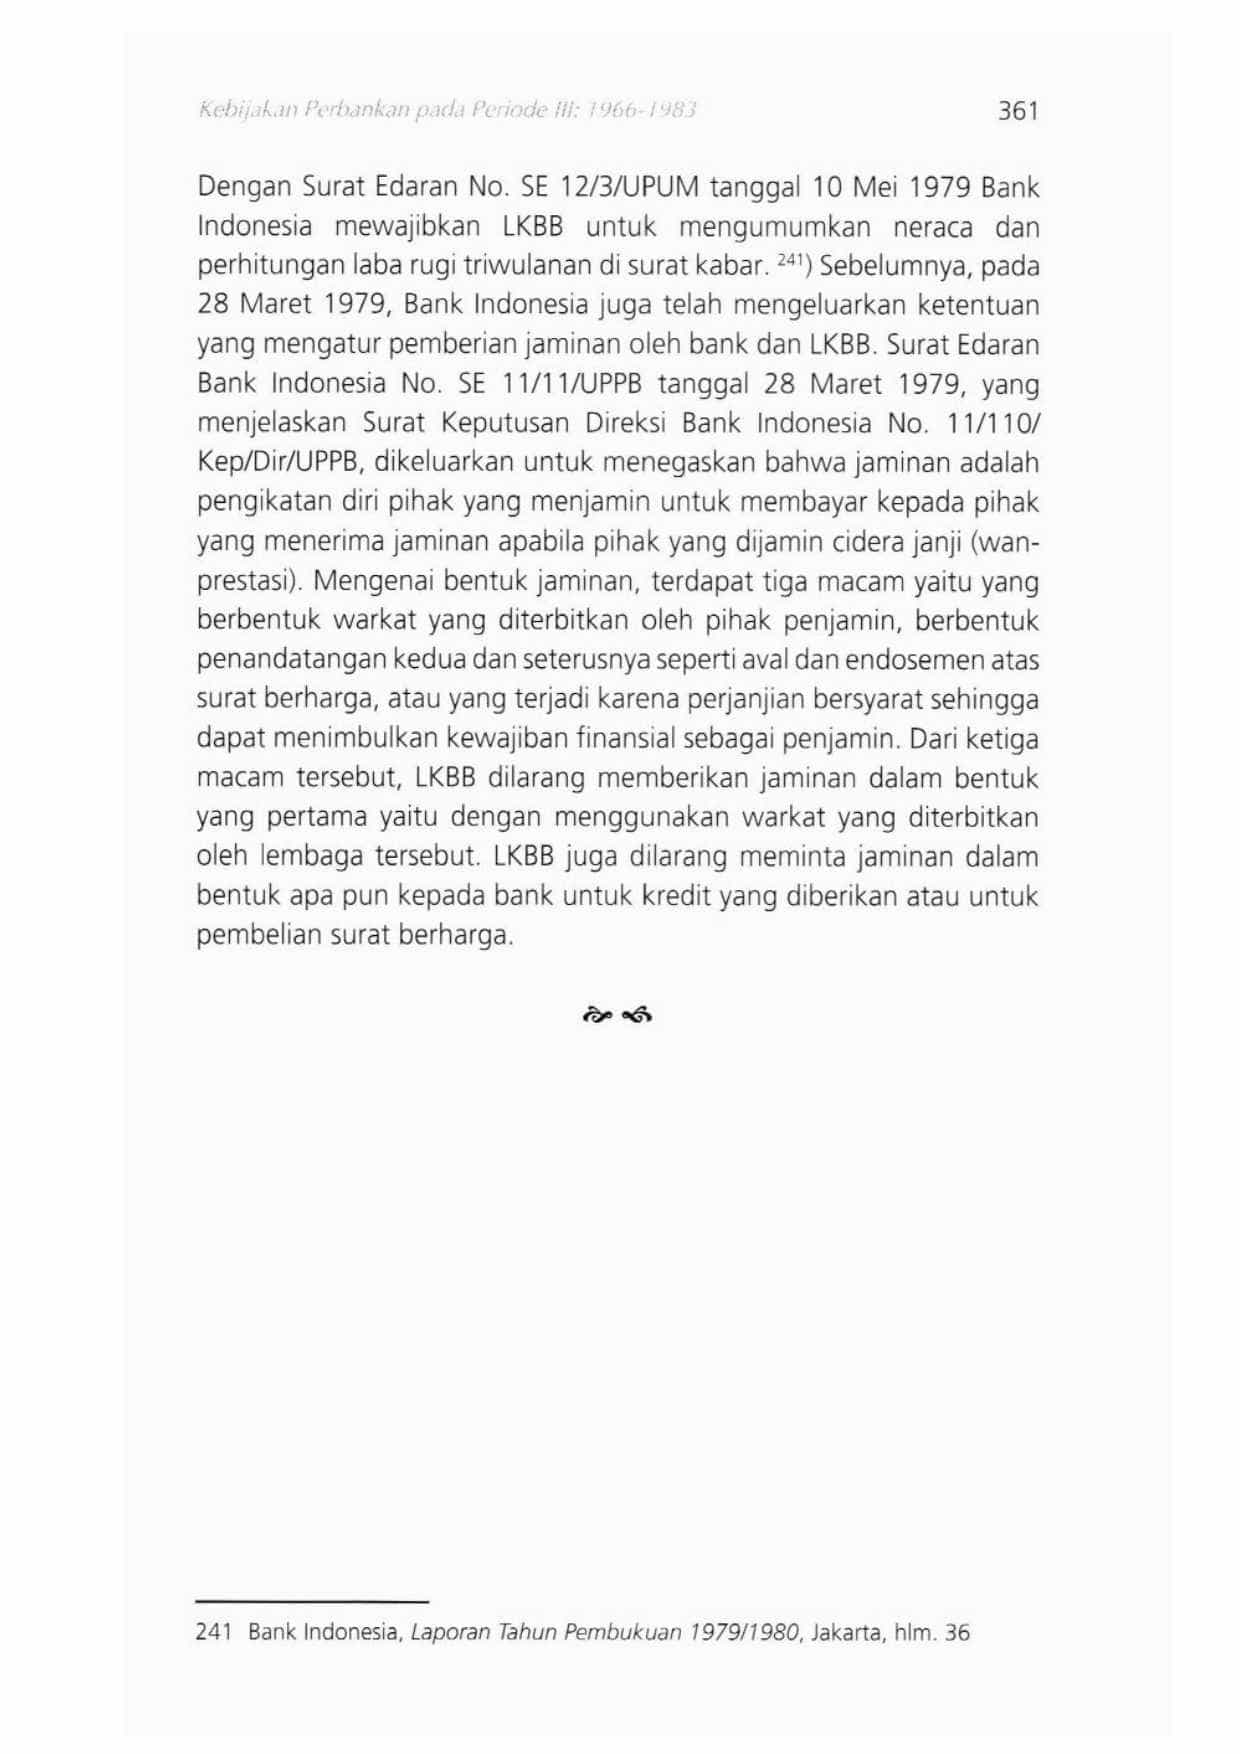 Kebijakan Perbankan pada Periode III: 1966-1983 361
Dengan Surat Edaran No. SE 12/3/UPUM tanggal 10 Mei 1979 Bank
Indonesia mewajibkan LKBB untuk mengumumkan neraca dan
perhitungan laba rugi triwulanan di surat kabar. 241) Sebelumnya, pada
28 Maret 1979, Bank Indonesia juga telah mengeluarkan ketentuan
yang mengatur pemberian jaminan oleh bank dan LKBB. Surat Edaran
Bank Indonesia No. SE 11/11/UPPB tanggal 28 Maret 1979, yang
menjelaskan Surat Keputusan Direksi Bank Indonesia No. 11/110/
Kep/Dir/UPPB, dikeluarkan untuk menegaskan bahwa jaminan adalah
pengikatan diri pihak yang menjamin untuk membayar kepada pihak
yang menerima jaminan apabila pihak yang dijamin cidera janji (wan-
prestasi). Mengenai bentuk jaminan, terdapat tiga macam yaitu yang
berbentuk warkat yang diterbitkan oleh pihak penjamin, berbentuk
penandatangan kedua dan seterusnya seperti aval dan endosemen atas
surat berharga, atau yang terjadi karena perjanjian bersyarat sehingga
dapat menimbulkan kewajiban finansial sebagai penjamin. Dari ketiga
macam tersebut, LKBB dilarang memberikan jaminan dalam bentuk
yang pertama yaitu dengan menggunakan warkat yang diterbitkan
oleh lembaga tersebut. LKBB juga dilarang meminta jaminan dalam
bentuk apa pun kepada bank untuk kredit yang diberikan atau untuk
pembelian surat berharga.
241 Bank Indonesia, Laporan Tahun Pembukuan 1979/1980, Jakarta, hlm. 36